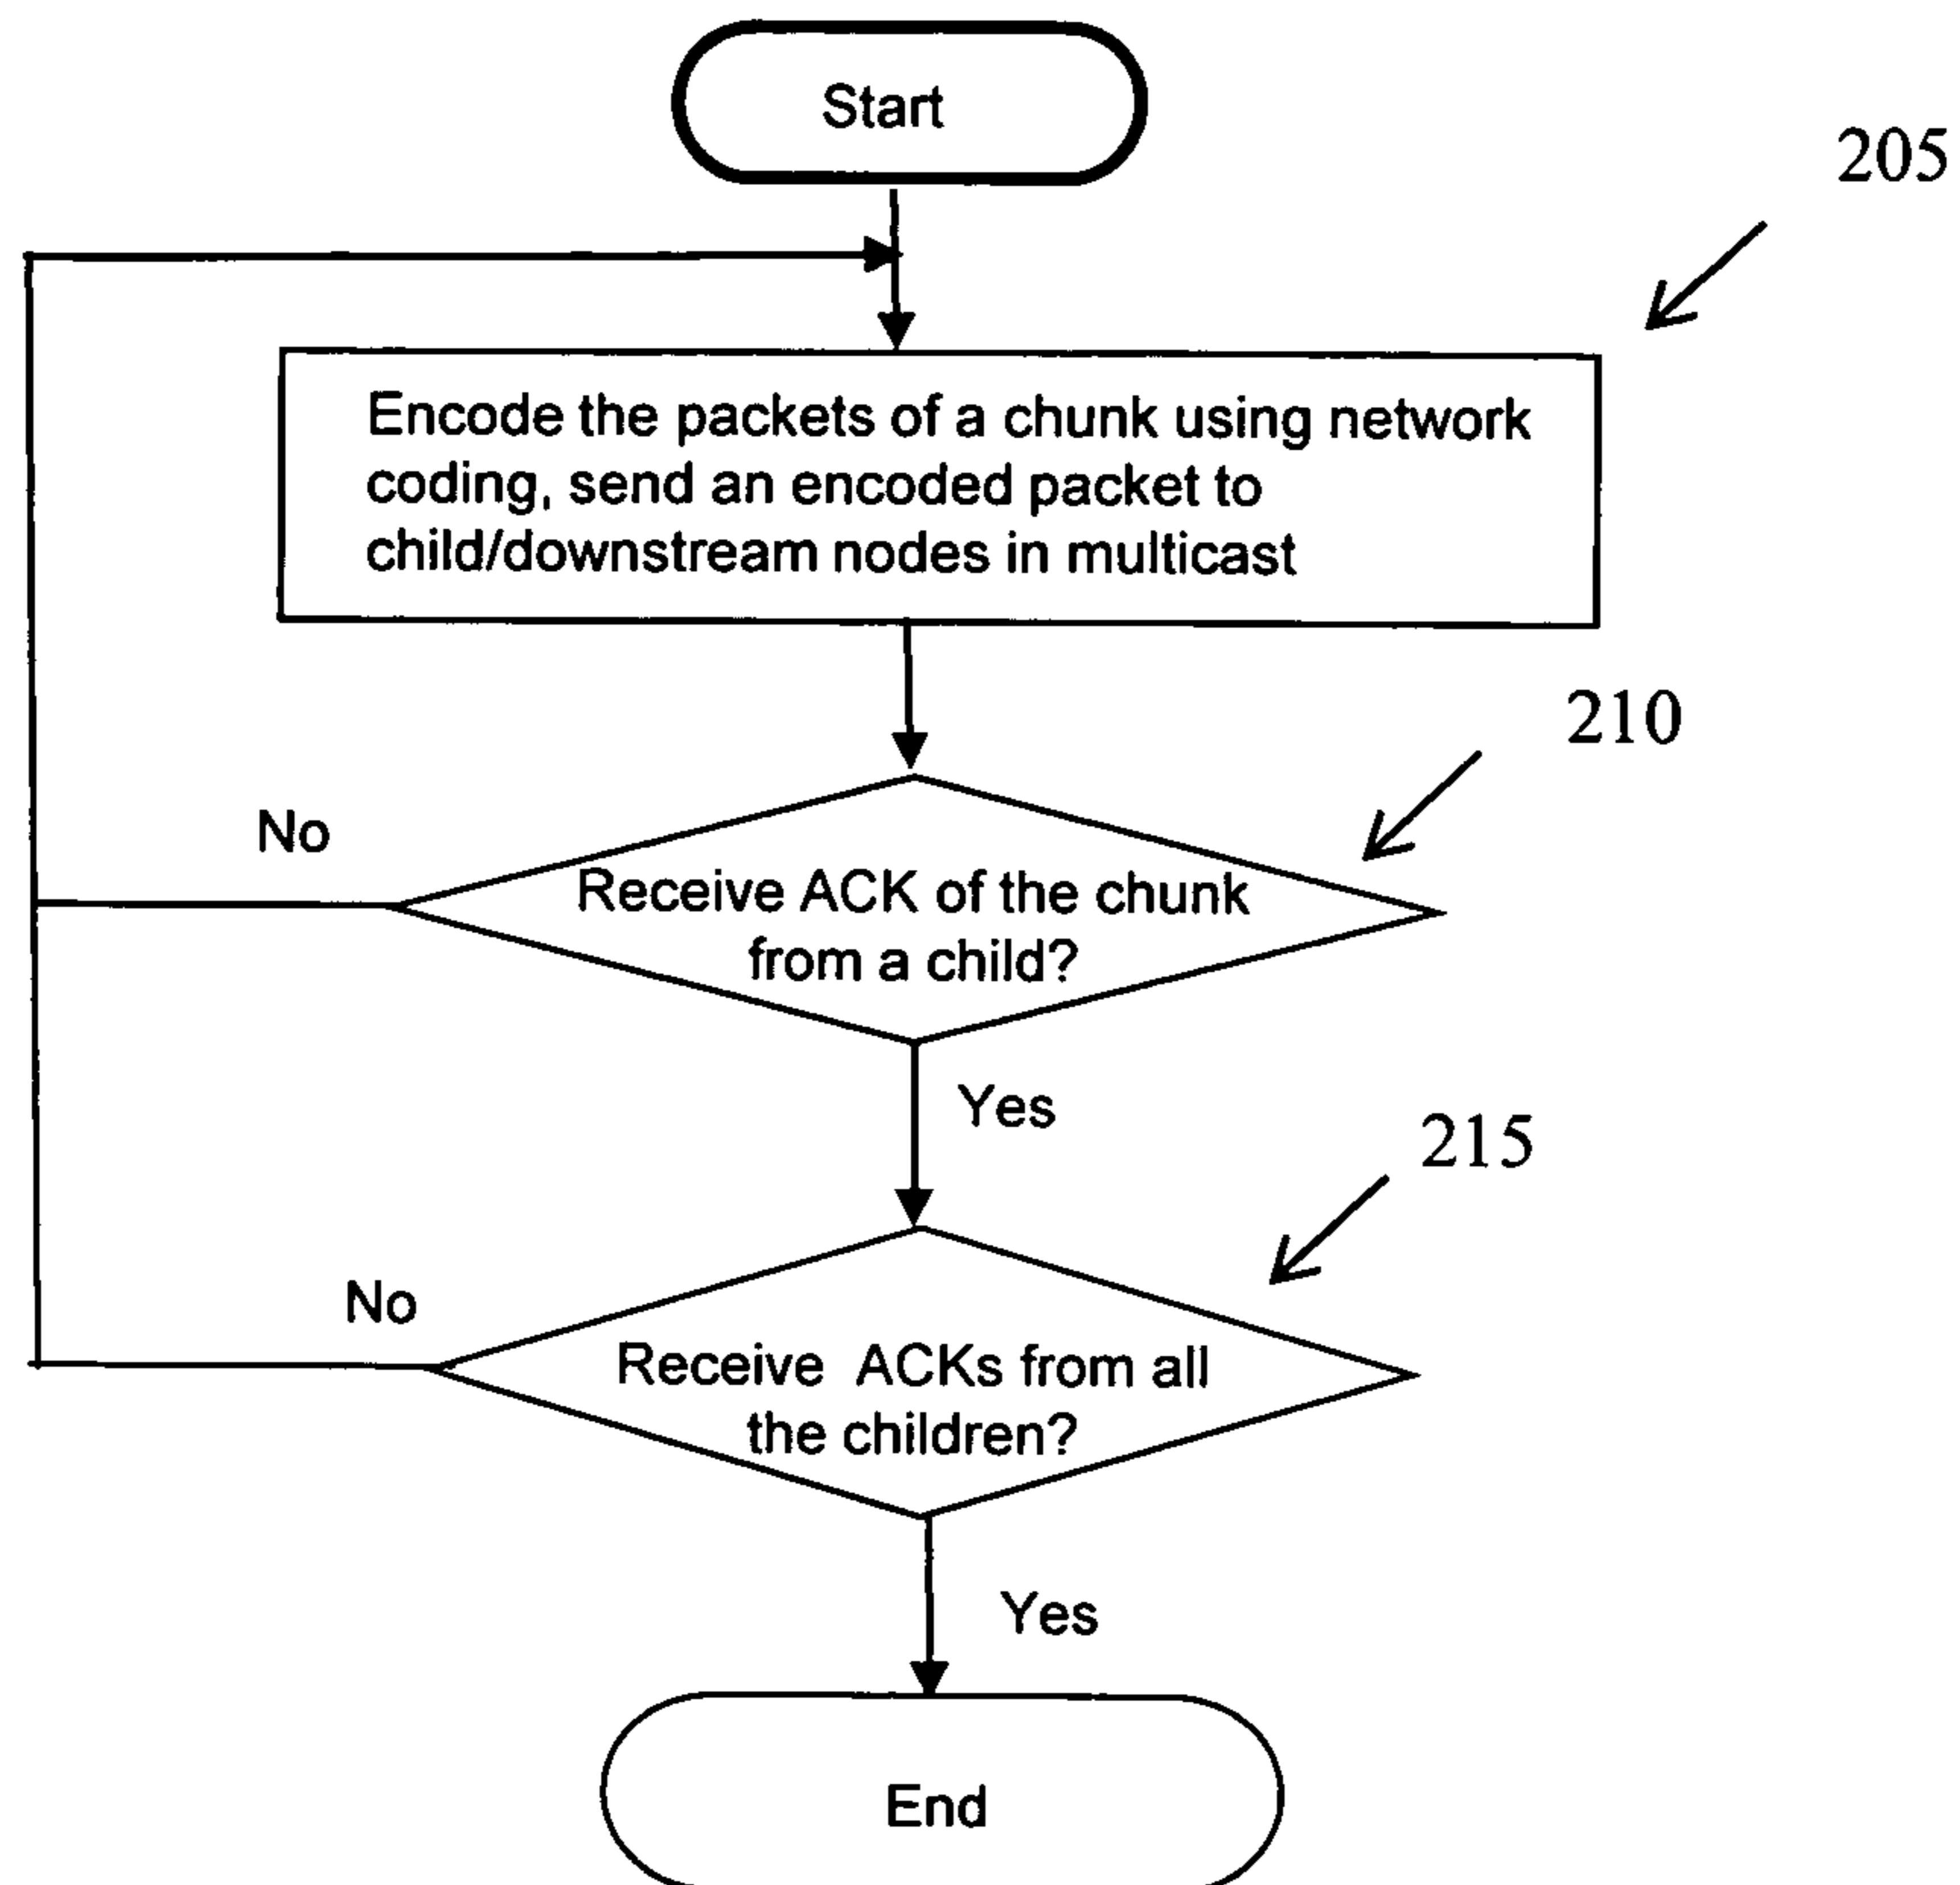 Start
205
Encode the packets of a chunk using network
coding, send an encoded packet to
child/downstream nodes in multicast
210
No
Receive ACK of the chunk
from a child?
Yes
215
No
Receive ACKs from all
the children?
Yes
End